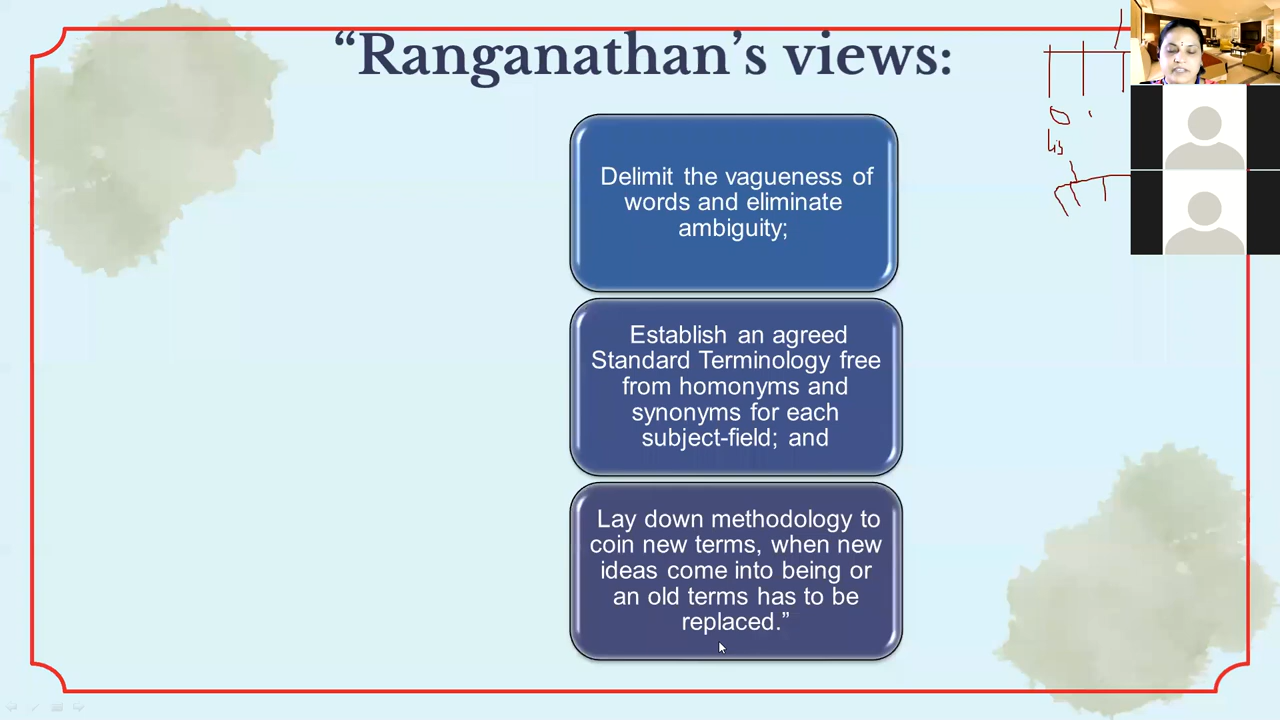 “Ranganathan’s views:
Delimit the vagueness of
words and eliminate
ambiguity;
Establish an agreed
Standard Terminology free
from homonyms and
synonyms for each
subject-field; and
Lay down methodology to
coin new terms, when new
ideas come into being or
an old terms has to be
replaced.”